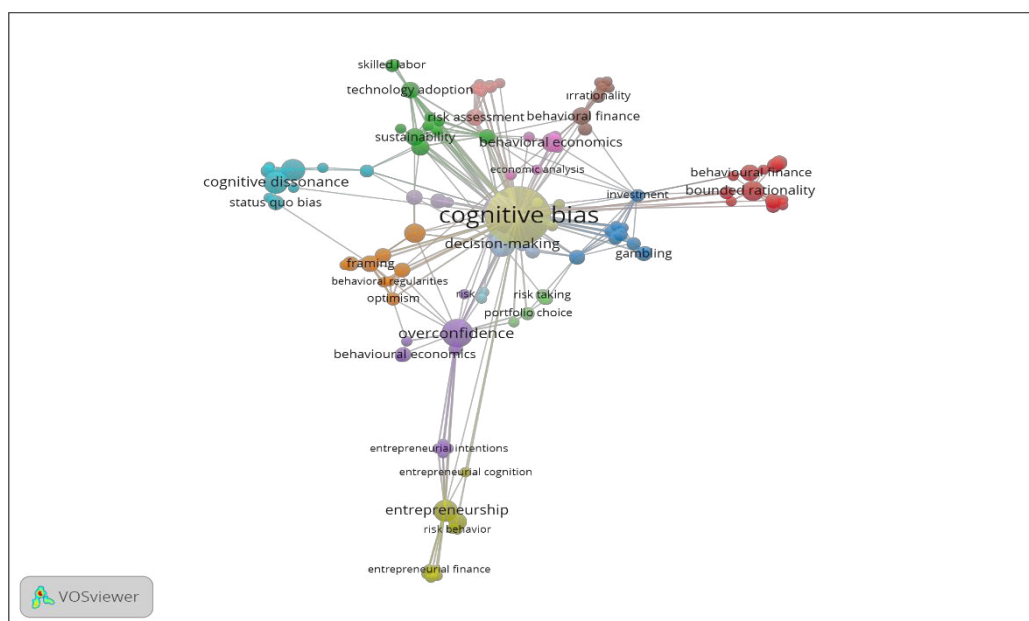 skilled labor
technology adoption
irrationality
risk assessment
behavioral finance
sustainability
behavioral economics
economic analysis
behavioural finance
cognitive dissonance
bounded rationality
investment
status quo bias
cognitive bias
decision-making
gambling
framing
behavioral regularities
risk
risk taking
optimism
portfolio choice
overconfidence
behavioural economics
entrepreneurial intentions
entrepreneurial cognition
entrepreneurship
risk behavior
entrepreneurial finance
VOSviewer